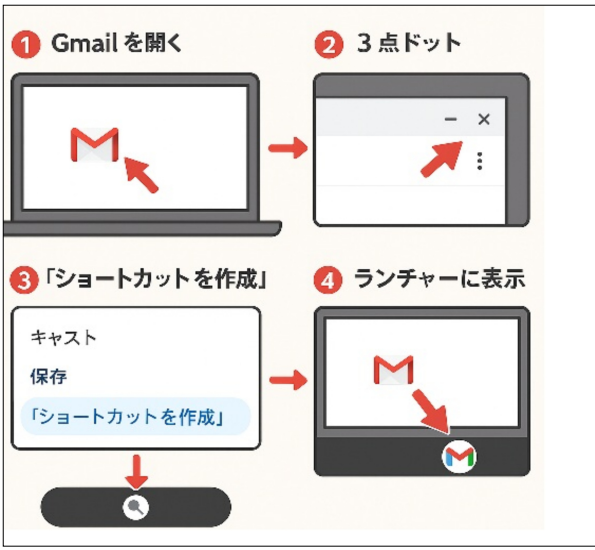 1 Gmail を開く
2 3 点ドット
3 「ショートカットを作成」
キャスト
保存
「ショートカットを作成」
4 ランチャーに表示